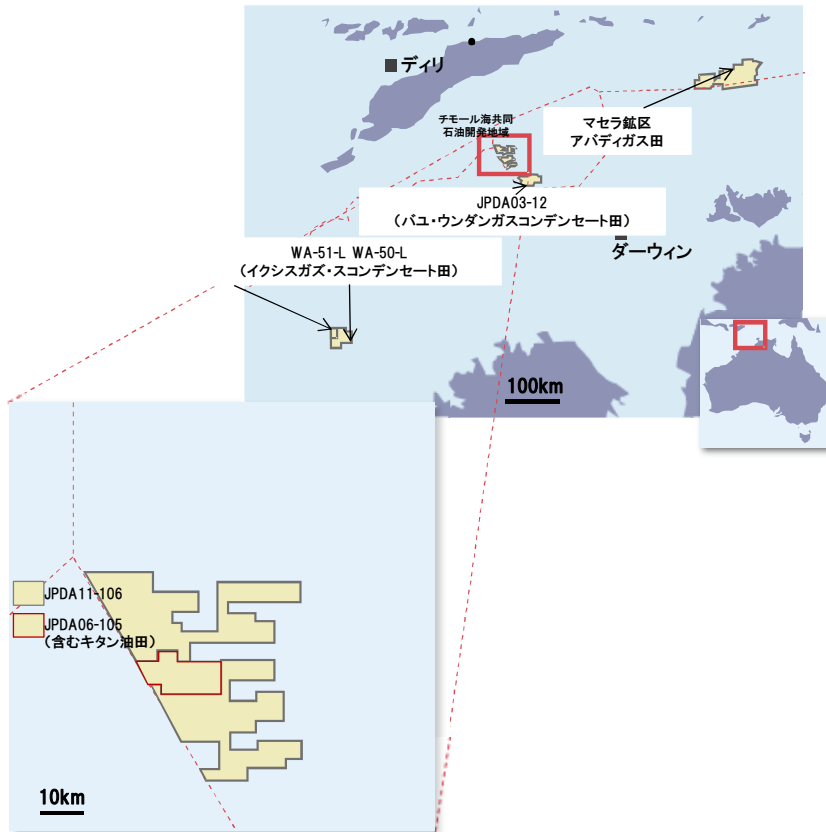 ディリ
チモール海共同
石油開発地域
マセラ鉱区
アバディガス田
JPDA03-12
（バユ・ウンダンガスコンデンセート田）
ダーウィン
WA-51-L WA-50-L
（イクシスガズ・スコンデンセート田）
100km
JPDA11-106
JPDA06-105
（含むキタン油田）
10km